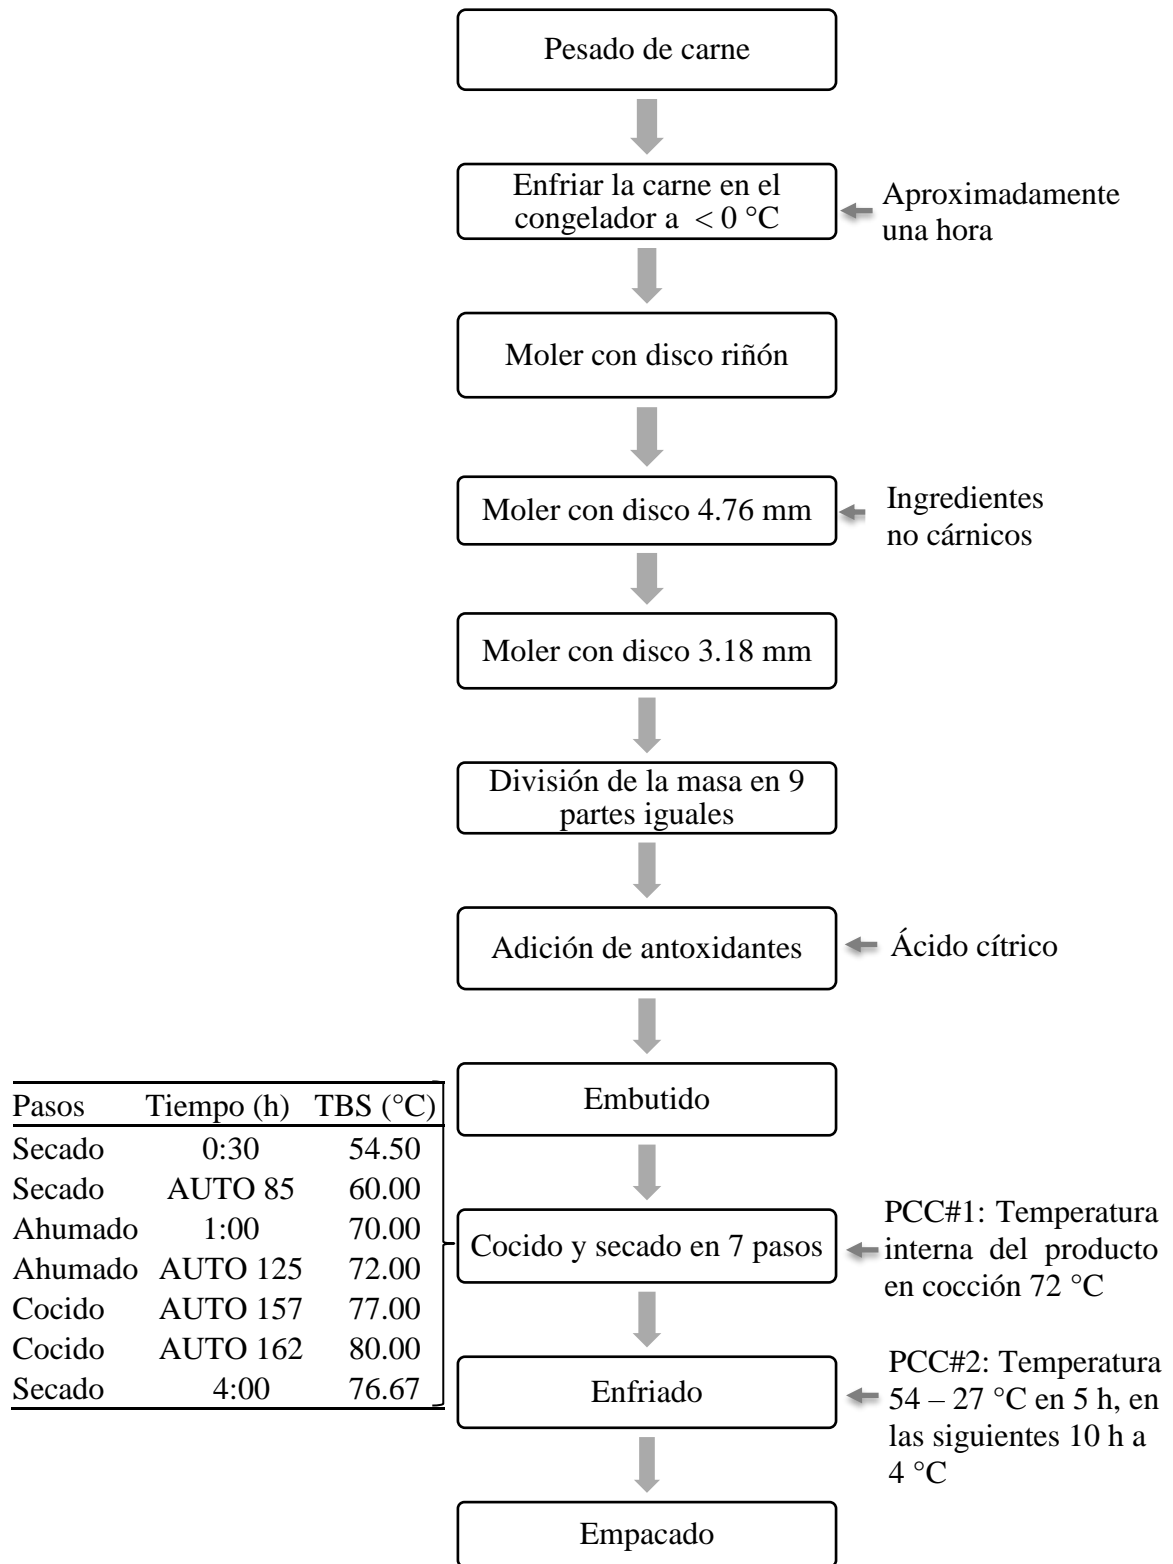 Pesado de carne
Enfriar la carne en el
congelador a < 0 °C
Aproximadamente
una hora
Moler con disco riñón
Moler con disco 4.76 mm
Ingredientes
no cárnicos
Moler con disco 3.18 mm
División de la masa en 9
partes iguales
Adición de antoxidantes
Ácido cítrico
Embutido
Pasos Tiempo (h) TBS (°C)
Secado 0:30 54.50
Secado AUTO 85 60.00
Ahumado 1:00 70.00
Ahumado AUTO 125 72.00
Cocido AUTO 157 77.00
Cocido AUTO 162 80.00
Secado 4:00 76.67
Cocido y secado en 7 pasos
PCC#1: Temperatura
interna del producto
en cocción 72 °C
Enfriado
PCC#2: Temperatura
54 – 27 °C en 5 h, en
las siguientes 10 h a
4 °C
Empacado